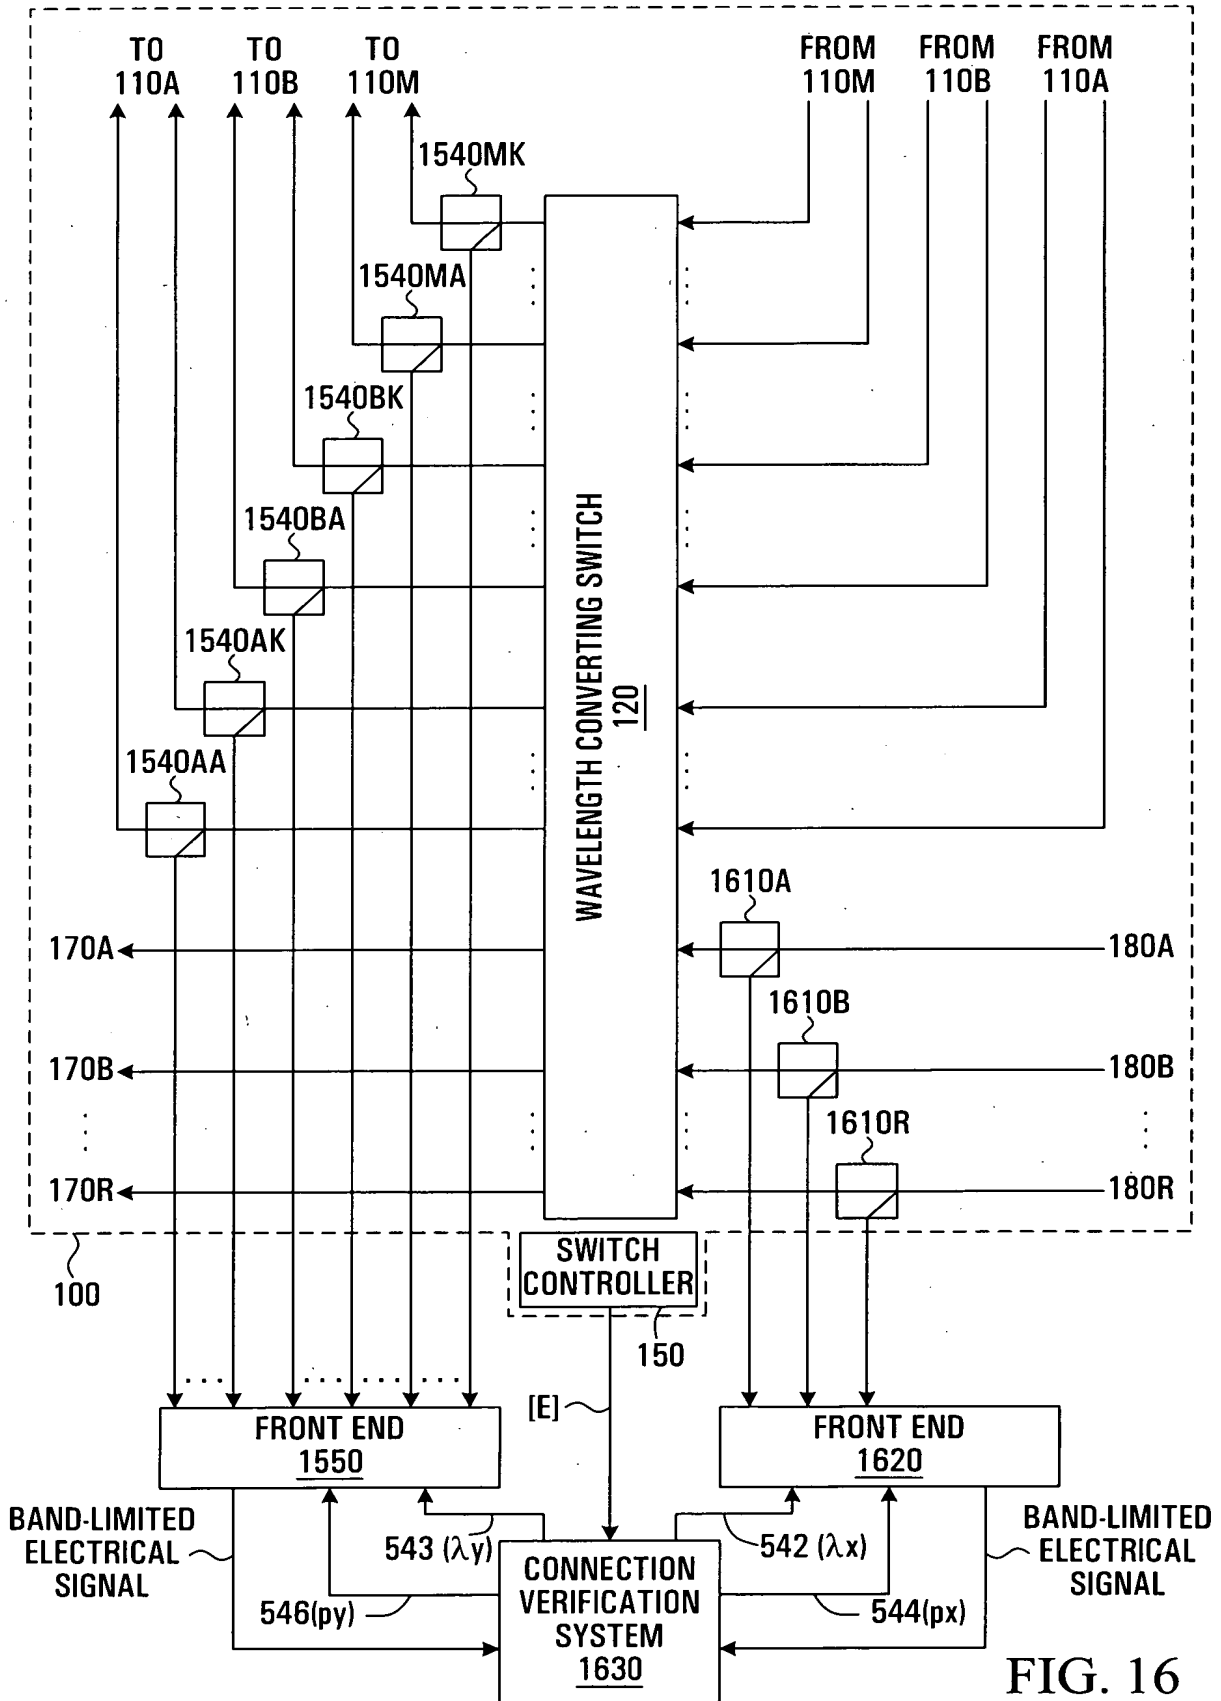 TO 110A
TO 110B
TO 110M
FROM 110M
FROM 110B
FROM 110A
1540MK
1540MA
1540BK
1540BA
1540AK
1540AA
WAVELENGTH CONVERTING SWITCH
120
1610A
170A
180A
1610B
170B
180B
1610R
170R
180R
100
SWITCH
CONTROLLER
150
[E]
FRONT END
1550
FRONT END
1620
BAND-LIMITED
ELECTRICAL
SIGNAL
543 (λy)
542 (λx)
BAND-LIMITED
ELECTRICAL
SIGNAL
546(py)
544(px)
CONNECTION
VERIFICATION
SYSTEM
1630
FIG. 16